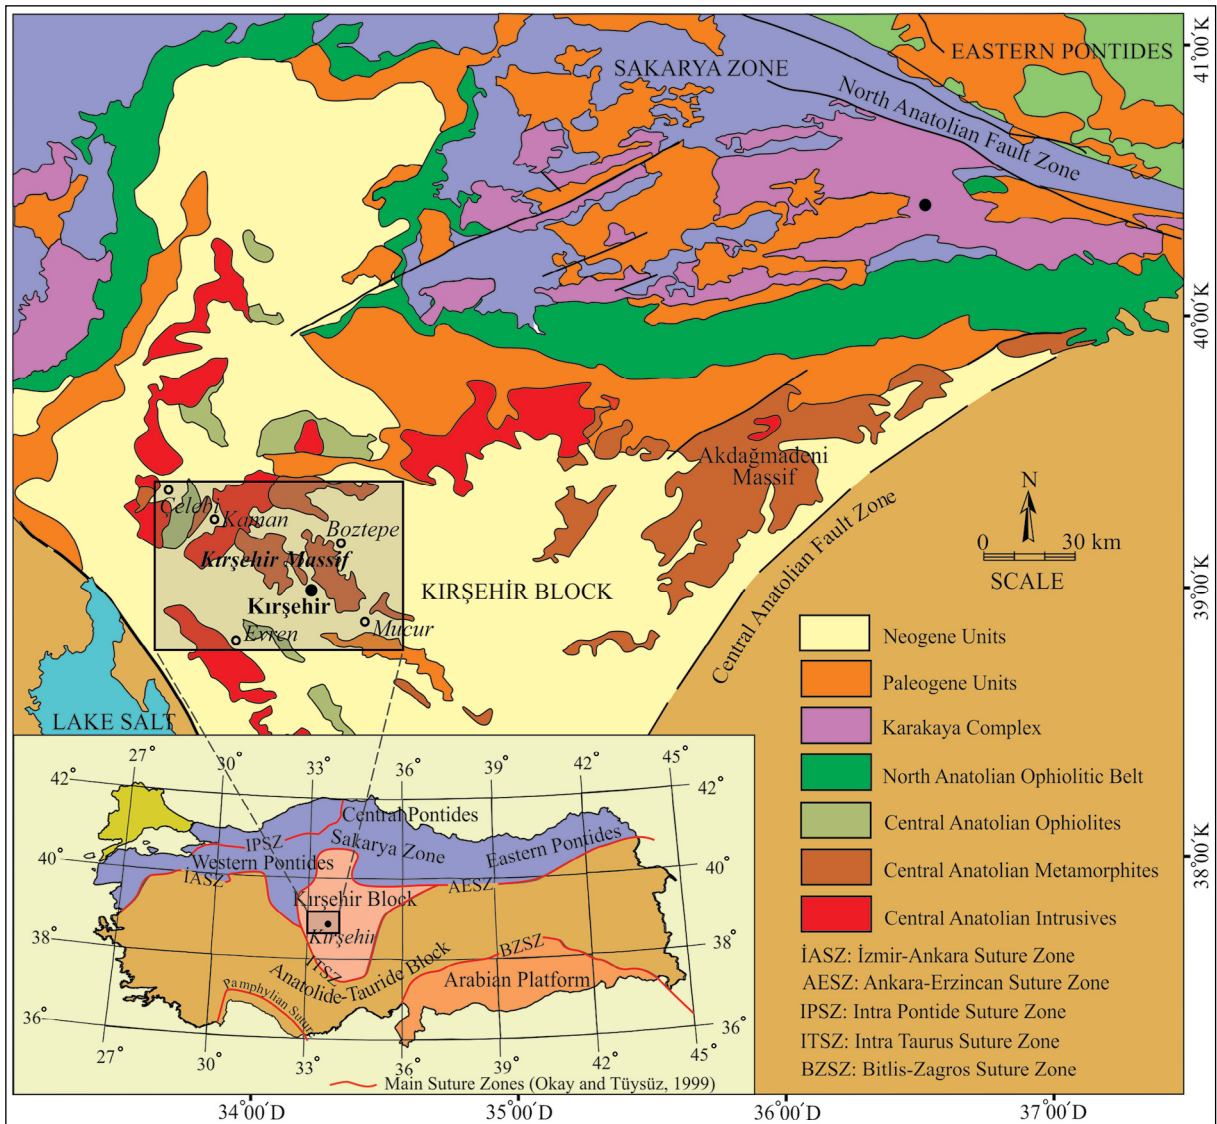 EASTERN PONTIDES
SAKARYA ZONE
North Anatolian Fault Zone
41°00'K
40°00'K
39°00'K
38°00'K
Akdağmadeni
Massif
Çelebi
Kaman
Boztepe
Kırşehir Massif
Kırşehir
Evren
Mucur
KIRŞEHİR BLOCK
Central Anatolian Fault Zone
LAKE SALT
N
0 30 km
SCALE
Neogene Units
Paleogene Units
Karakaya Complex
North Anatolian Ophiolitic Belt
Central Anatolian Ophiolites
Central Anatolian Metamorphites
Central Anatolian Intrusives
İASZ: İzmir-Ankara Suture Zone
AESZ: Ankara-Erzincan Suture Zone
IPSZ: Intra Pontide Suture Zone
ITSZ: Intra Taurus Suture Zone
BZSZ: Bitlis-Zagros Suture Zone
27° 30° 33° 36° 39° 42° 45°
42° 42°
Central Pontides
IPSZ
Sakarya Zone
Eastern Pontides
40° 40°
Western Pontides
İASZ
AESZ
Kırşehir Block
Kırşehir
38° 38°
ITSZ
BZSZ
Anatolide-Tauride Block
Arabian Platform
Pamphylian Suture
36° 36°
27° 30° 33° 36° 39° 42° 45°
Main Suture Zones (Okay and Tüysüz, 1999)
34°00'D 35°00'D 36°00'D 37°00'D